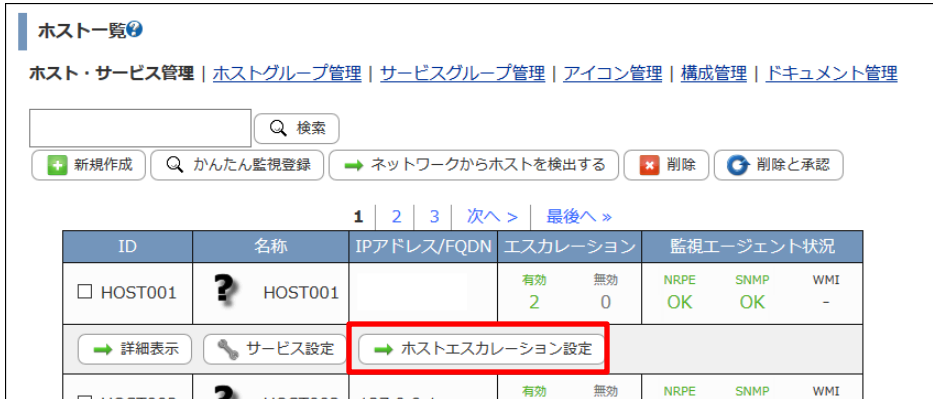 ホスト一覧?
ホスト・サービス管理 | ホストグループ管理 | サービスグループ管理 | アイコン管理 | 構成管理 | ドキュメント管理
検索
新規作成 かんたん監視登録 ネットワークからホストを検出する 削除 削除と承認
1 | 2 | 3 | 次へ > | 最後へ »
ID 名称 IPアドレス/FQDN エスカレーション 監視エージェント状況
有効 無効 NRPE SNMP WMI
HOST001 ? HOST001 2 0 OK OK -
詳細表示 サービス設定 ホストエスカレーション設定
有効 無効 NRPE SNMP WMI